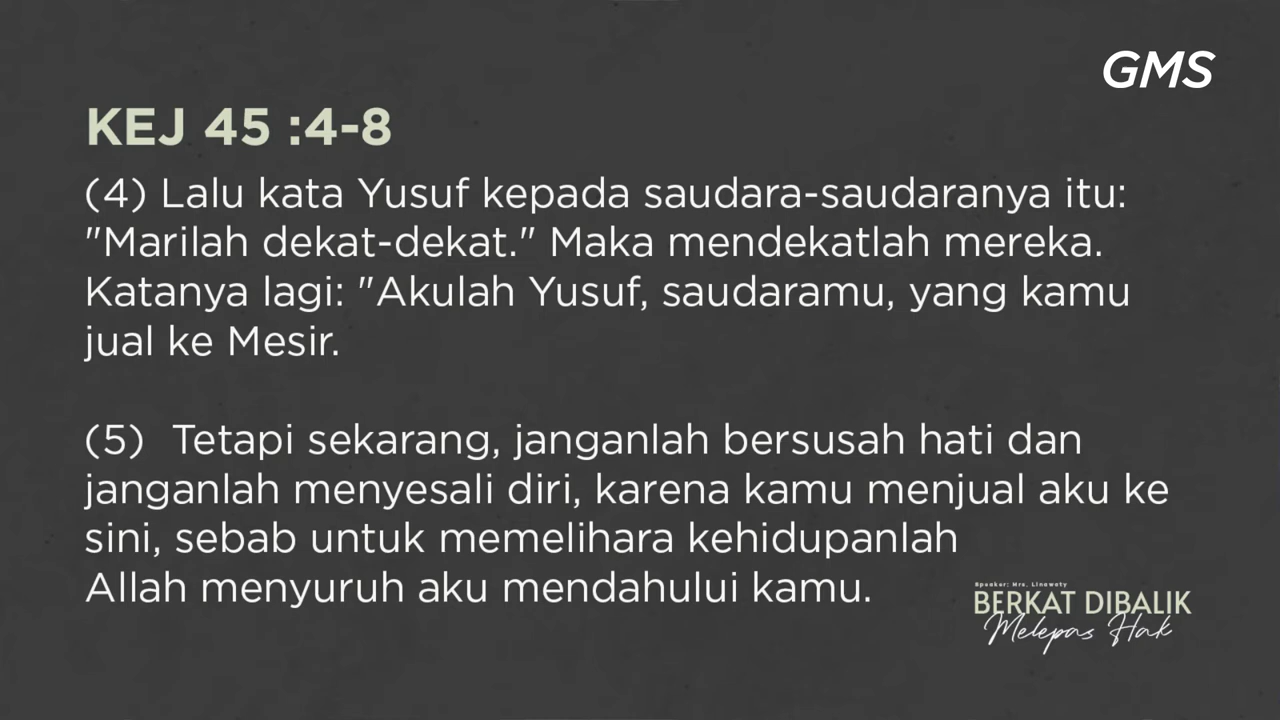 GMS
KEJ 45 :4-8
(4) Lalu kata Yusuf kepada saudara-saudaranya itu:
"Marilah dekat-dekat." Maka mendekatlah mereka.
Katanya lagi: "Akulah Yusuf, saudaramu, yang kamu
jual ke Mesir.
(5)  Tetapi sekarang, janganlah bersusah hati dan
janganlah menyesali diri, karena kamu menjual aku ke
sini, sebab untuk memelihara kehidupanlah
Allah menyuruh aku mendahului kamu.
Speaker: Mrs. Linawaty
BERKAT DIBALIK
Melepas Hak